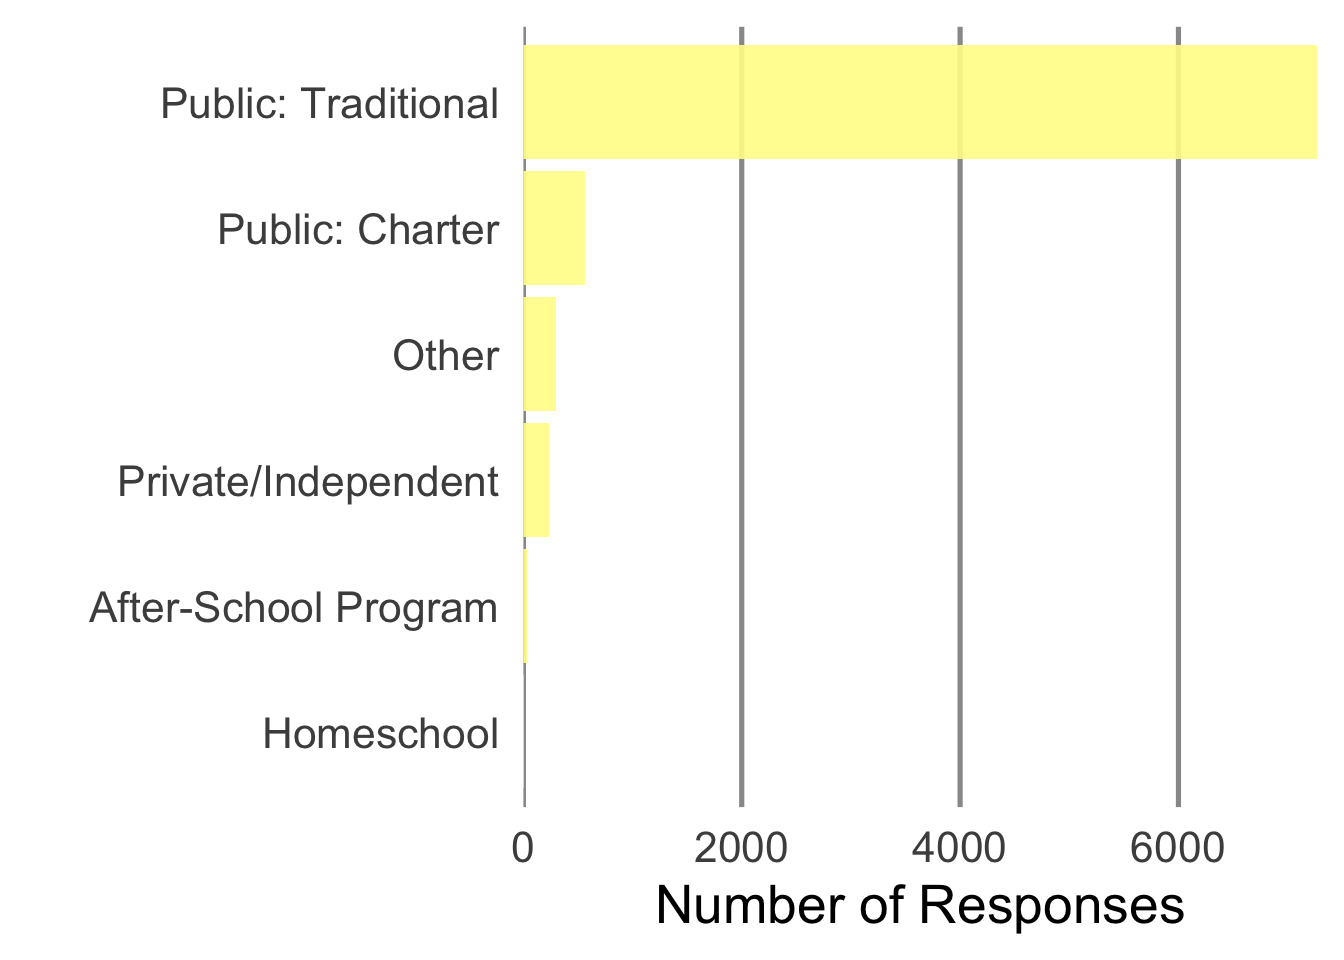 Public: Traditional
Public: Charter
Other
Private/Independent
After-School Program
Homeschool
0 2000 4000 6000
Number of Responses